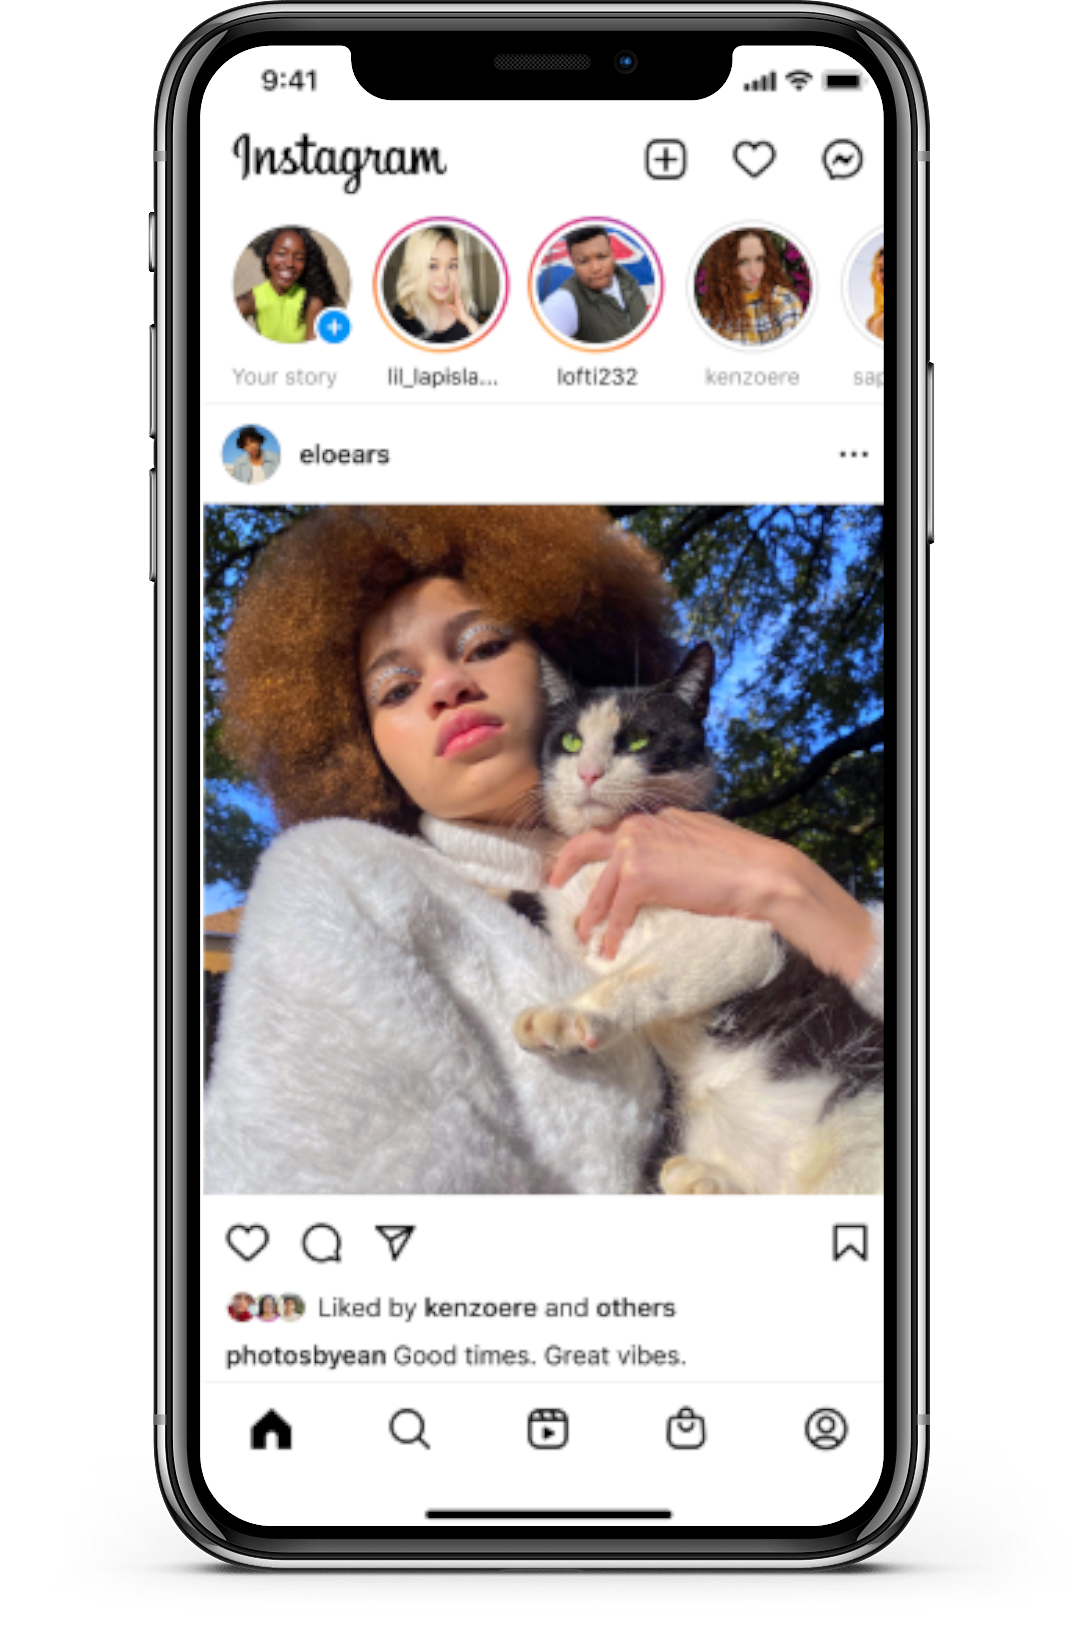 9:41
Instagram
Your story lil_lapisla... lofti232 kenzoere sap
eloears
Liked by kenzoere and others
photosbyean Good times. Great vibes.